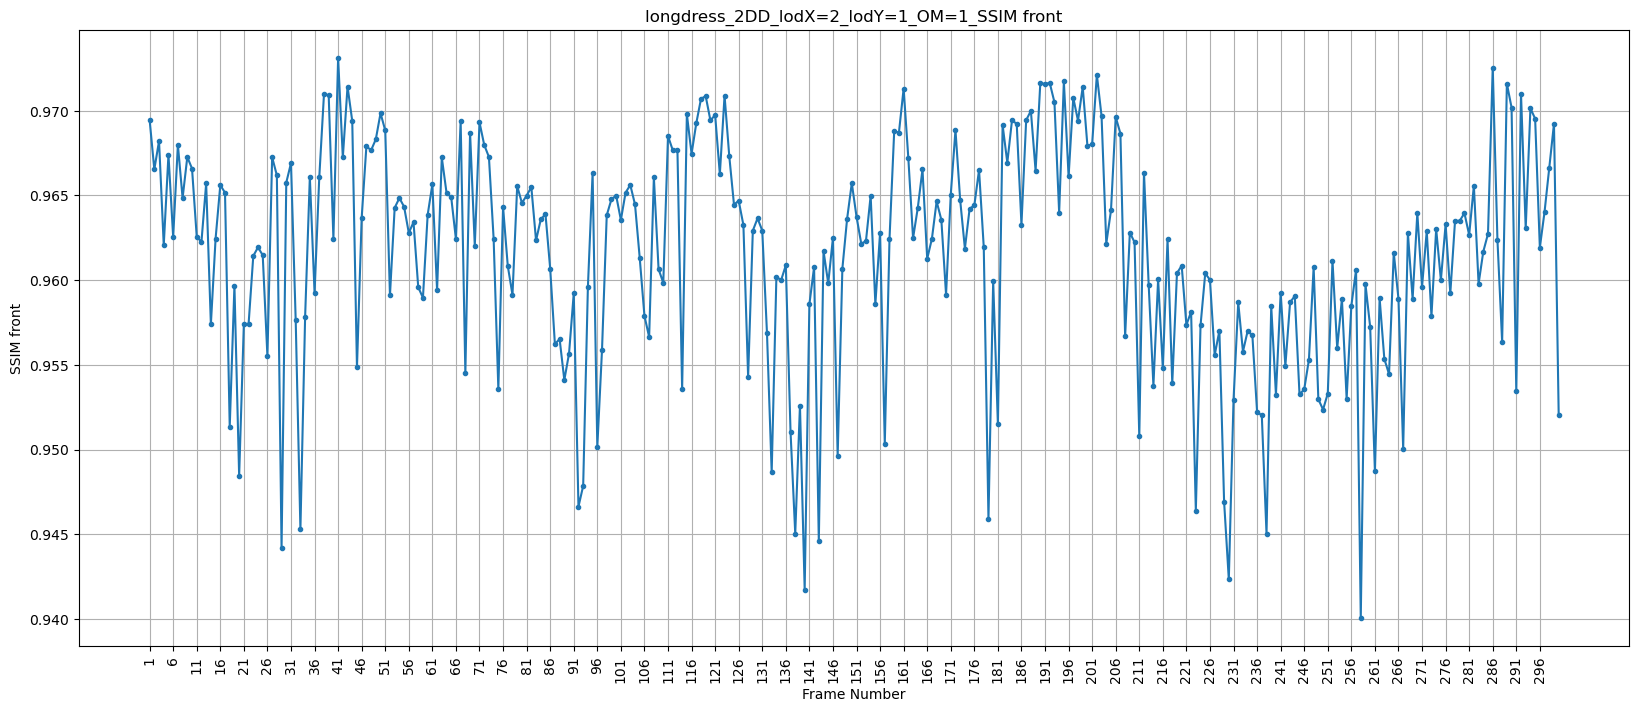 longdress_2DD_lodX=2_lodY=1_OM=1_SSIM front
SSIM front
0.970
0.965
0.960
0.955
0.950
0.945
0.940
1 6 11 16 21 26 31 36 41 46 51 56 61 66 71 76 81 86 91 96 101 106 111 116 121 126 131 136 141 146 151 156 161 166 171 176 181 186 191 196 201 206 211 216 221 226 231 236 241 246 251 256 261 266 271 276 281 286 291 296
Frame Number